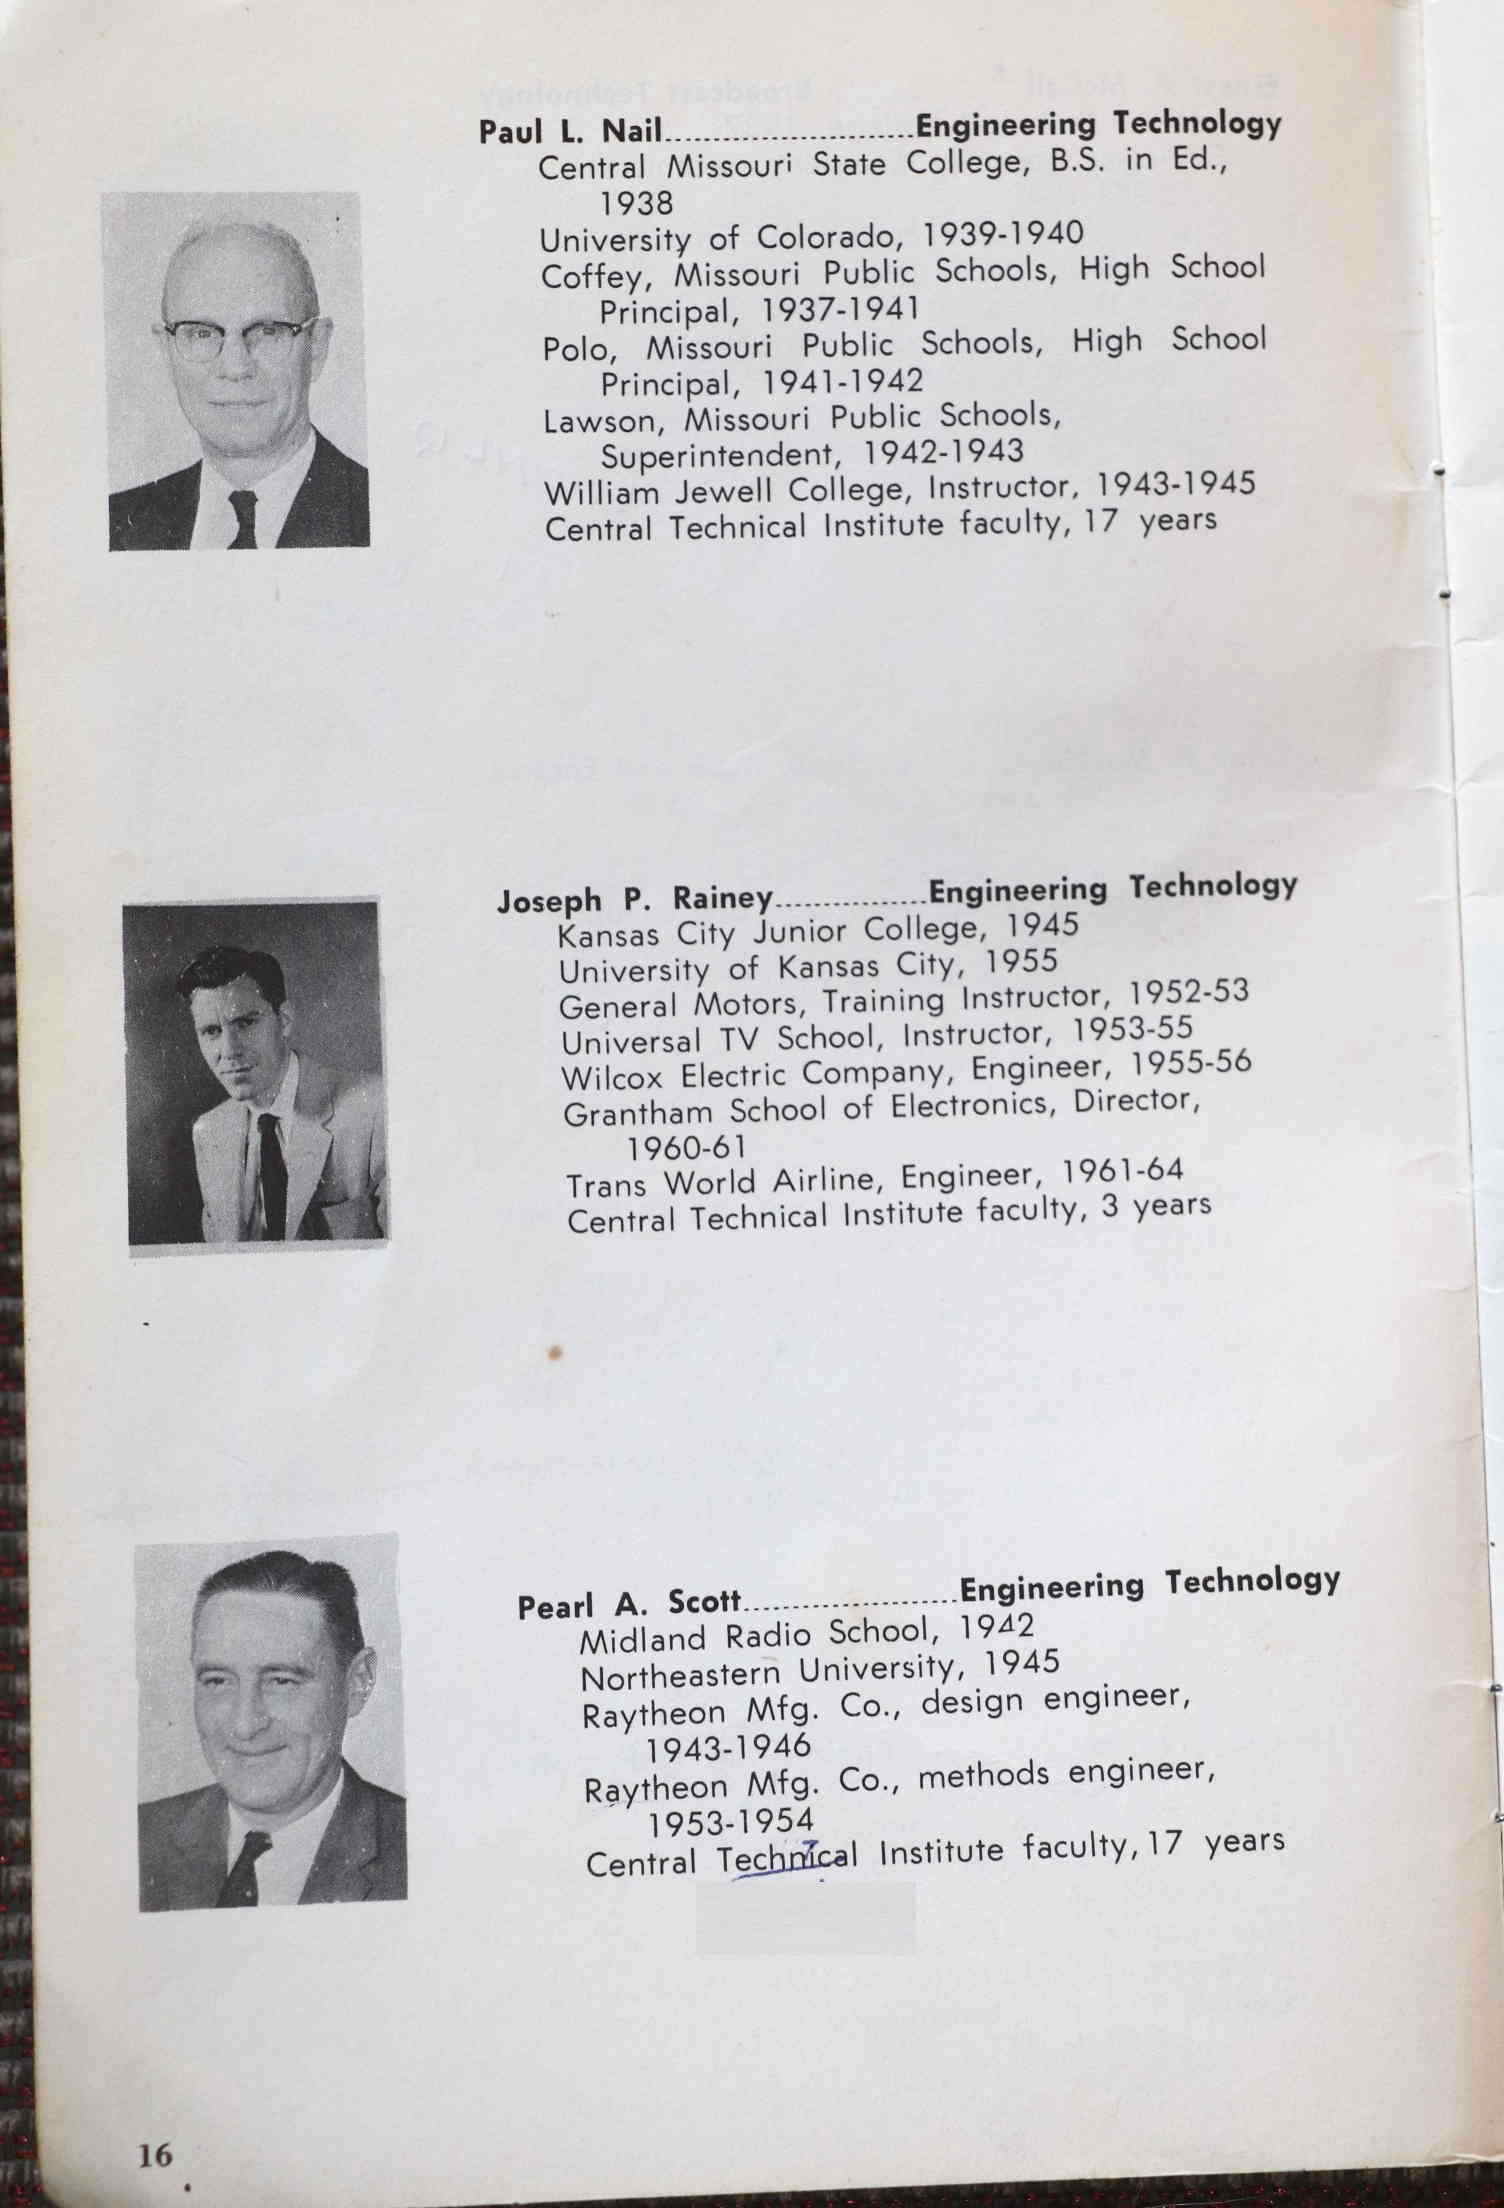 Paul L. Nail..........................Engineering Technology
Central Missouri State College, B.S. in Ed.,
1938
University of Colorado, 1939-1940
Coffey, Missouri Public Schools, High School
Principal, 1937-1941
Polo, Missouri Public Schools, High School
Principal, 1941-1942
Lawson, Missouri Public Schools,
Superintendent, 1942-1943
William Jewell College, Instructor, 1943-1945
Central Technical Institute faculty, 17 years
Joseph P. Rainey................Engineering Technology
Kansas City Junior College, 1945
University of Kansas City, 1955
General Motors, Training Instructor, 1952-53
Universal TV School, Instructor, 1953-55
Wilcox Electric Company, Engineer, 1955-56
Grantham School of Electronics, Director,
1960-61
Trans World Airline, Engineer, 1961-64
Central Technical Institute faculty, 3 years
Pearl A. Scott......................Engineering Technology
Midland Radio School, 1942
Northeastern University, 1945
Raytheon Mfg. Co., design engineer,
1943-1946
Raytheon Mfg. Co., methods engineer,
1953-1954
Central Technical Institute faculty, 17 years
16